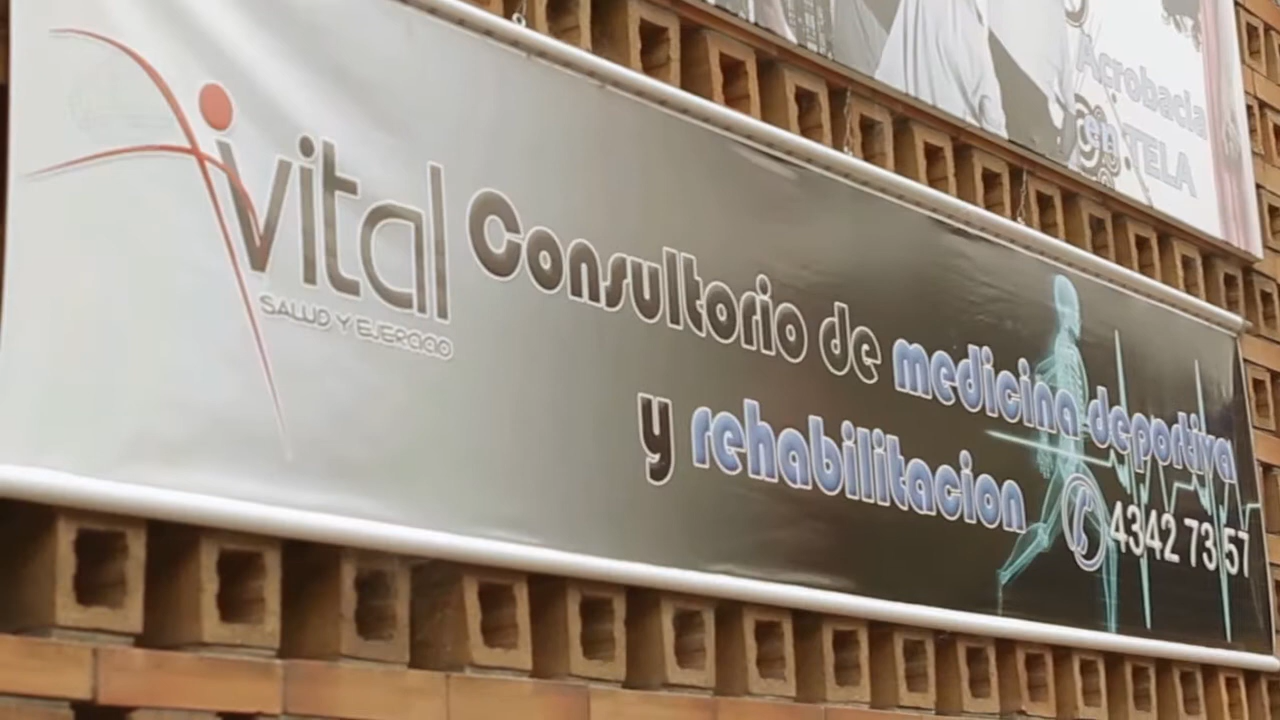 Acrobacia
en TELA
vital
SALUD Y EJERCICIO
Consultorio de medicina deportiva
y rehabilitacion
4342 73 57